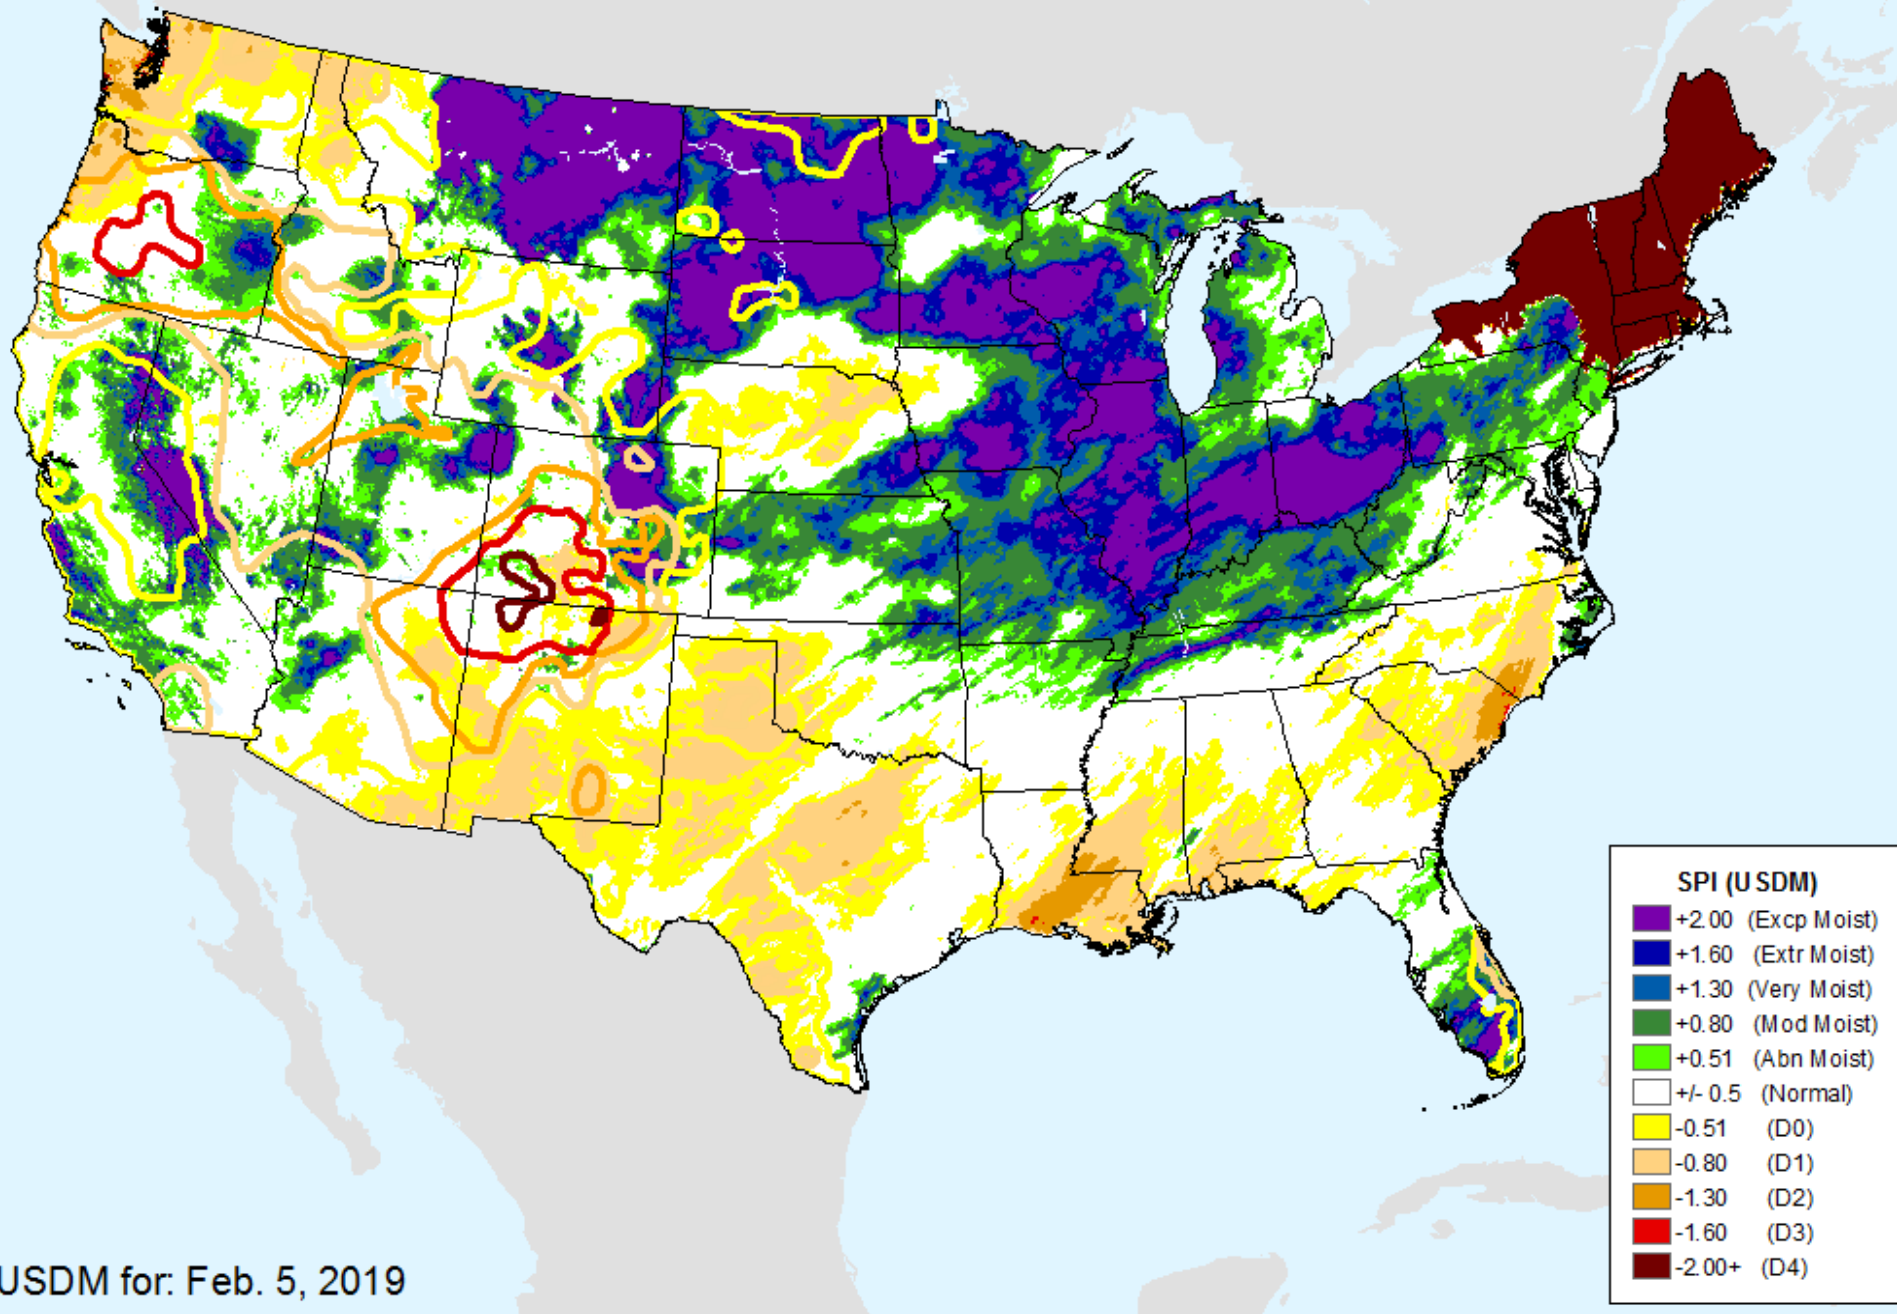 SPI (USDM)
+2.00 (Excp Moist)
+1.60 (Extr Moist)
+1.30 (Very Moist)
+0.80 (Mod Moist)
+0.51 (Abn Moist)
+/- 0.5 (Normal)
-0.51 (D0)
-0.80 (D1)
-1.30 (D2)
-1.60 (D3)
-2.00+ (D4)
USDM for: Feb. 5, 2019